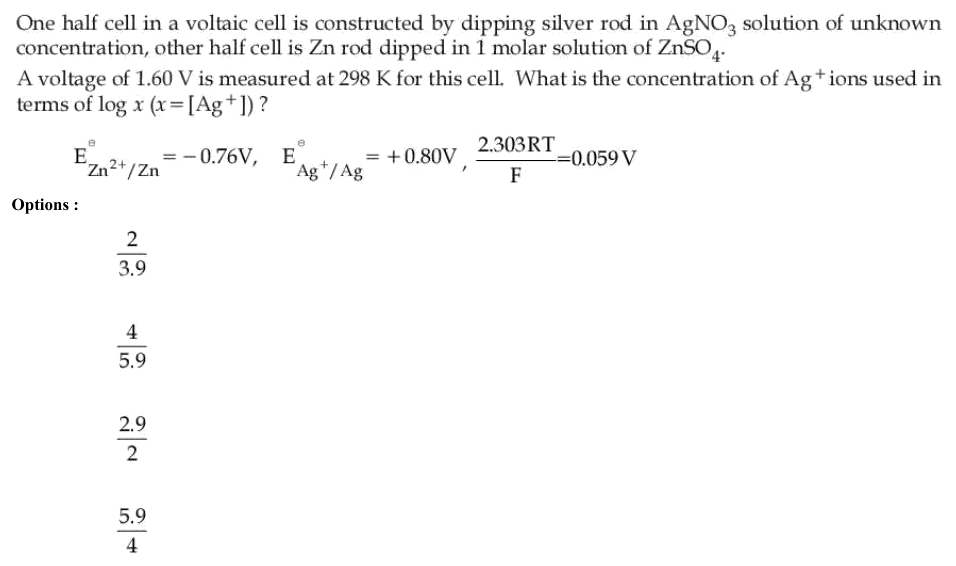 One half cell in a voltaic cell is constructed by dipping silver rod in AgNO₃ solution of unknown
concentration, other half cell is Zn rod dipped in 1 molar solution of ZnSO₄.
A voltage of 1.60 V is measured at 298 K for this cell. What is the concentration of Ag⁺ ions used in
terms of log x (x=[Ag⁺]) ?
E^⊖_{Zn²⁺/Zn} = −0.76V, E^⊖_{Ag⁺/Ag} = +0.80V, 2.303RT/F =0.059 V
Options :
2/3.9
4/5.9
2.9/2
5.9/4